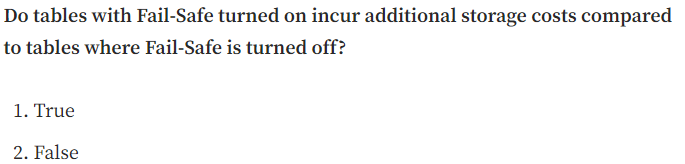 Do tables with Fail-Safe turned on incur additional storage costs compared
to tables where Fail-Safe is turned off?
1. True
2. False